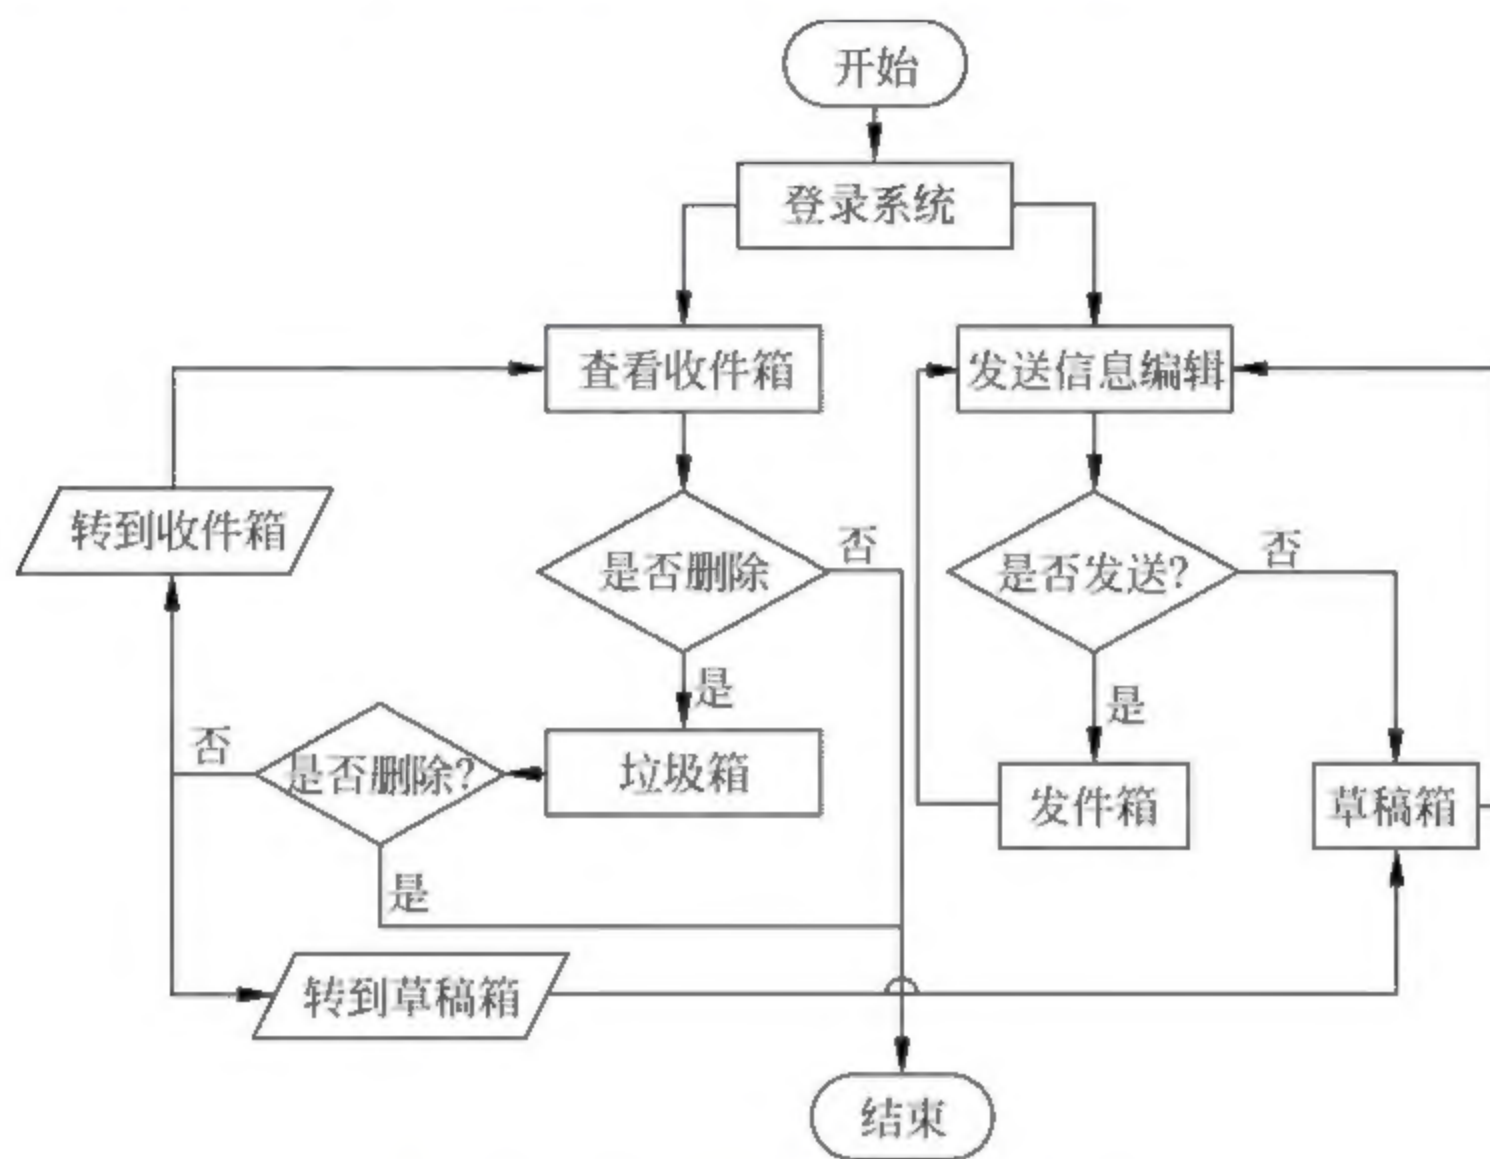 开始
登录系统
查看收件箱
发送信息编辑
转到收件箱
是否删除
否
是否发送?
否
是
是
否
是否删除?
垃圾箱
发件箱
草稿箱
是
转到草稿箱
结束